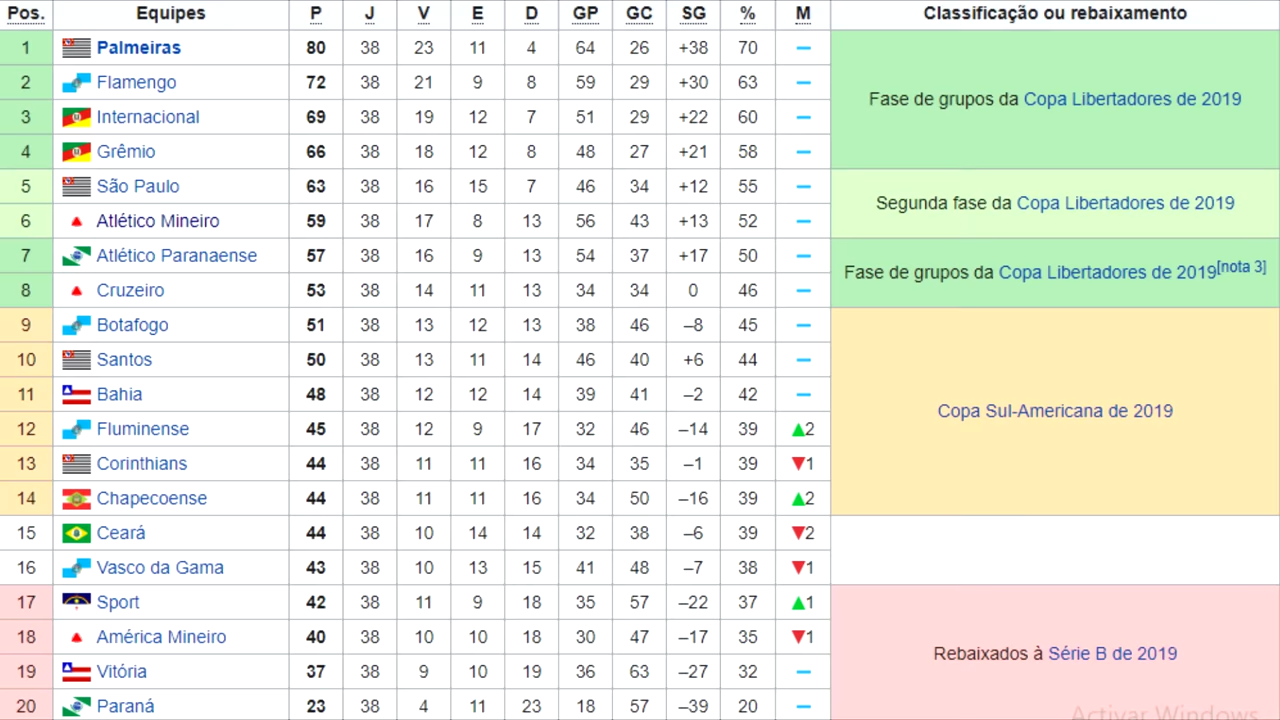 Pos. Equipes P J V E D GP GC SG % M Classificação ou rebaixamento
1 Palmeiras 80 38 23 11 4 64 26 +38 70 —
2 Flamengo 72 38 21 9 8 59 29 +30 63 —
Fase de grupos da Copa Libertadores de 2019
3 Internacional 69 38 19 12 7 51 29 +22 60 —
4 Grêmio 66 38 18 12 8 48 27 +21 58 —
5 São Paulo 63 38 16 15 7 46 34 +12 55 —
Segunda fase da Copa Libertadores de 2019
6 Atlético Mineiro 59 38 17 8 13 56 43 +13 52 —
7 Atlético Paranaense 57 38 16 9 13 54 37 +17 50 —
Fase de grupos da Copa Libertadores de 2019[nota 3]
8 Cruzeiro 53 38 14 11 13 34 34 0 46 —
9 Botafogo 51 38 13 12 13 38 46 –8 45 —
10 Santos 50 38 13 11 14 46 40 +6 44 —
11 Bahia 48 38 12 12 14 39 41 –2 42 —
Copa Sul-Americana de 2019
12 Fluminense 45 38 12 9 17 32 46 –14 39 ▲2
13 Corinthians 44 38 11 11 16 34 35 –1 39 ▼1
14 Chapecoense 44 38 11 11 16 34 50 –16 39 ▲2
15 Ceará 44 38 10 14 14 32 38 –6 39 ▼2
16 Vasco da Gama 43 38 10 13 15 41 48 –7 38 ▼1
17 Sport 42 38 11 9 18 35 57 –22 37 ▲1
18 América Mineiro 40 38 10 10 18 30 47 –17 35 ▼1
Rebaixados à Série B de 2019
19 Vitória 37 38 9 10 19 36 63 –27 32 —
20 Paraná 23 38 4 11 23 18 57 –39 20 —
Activar Windows